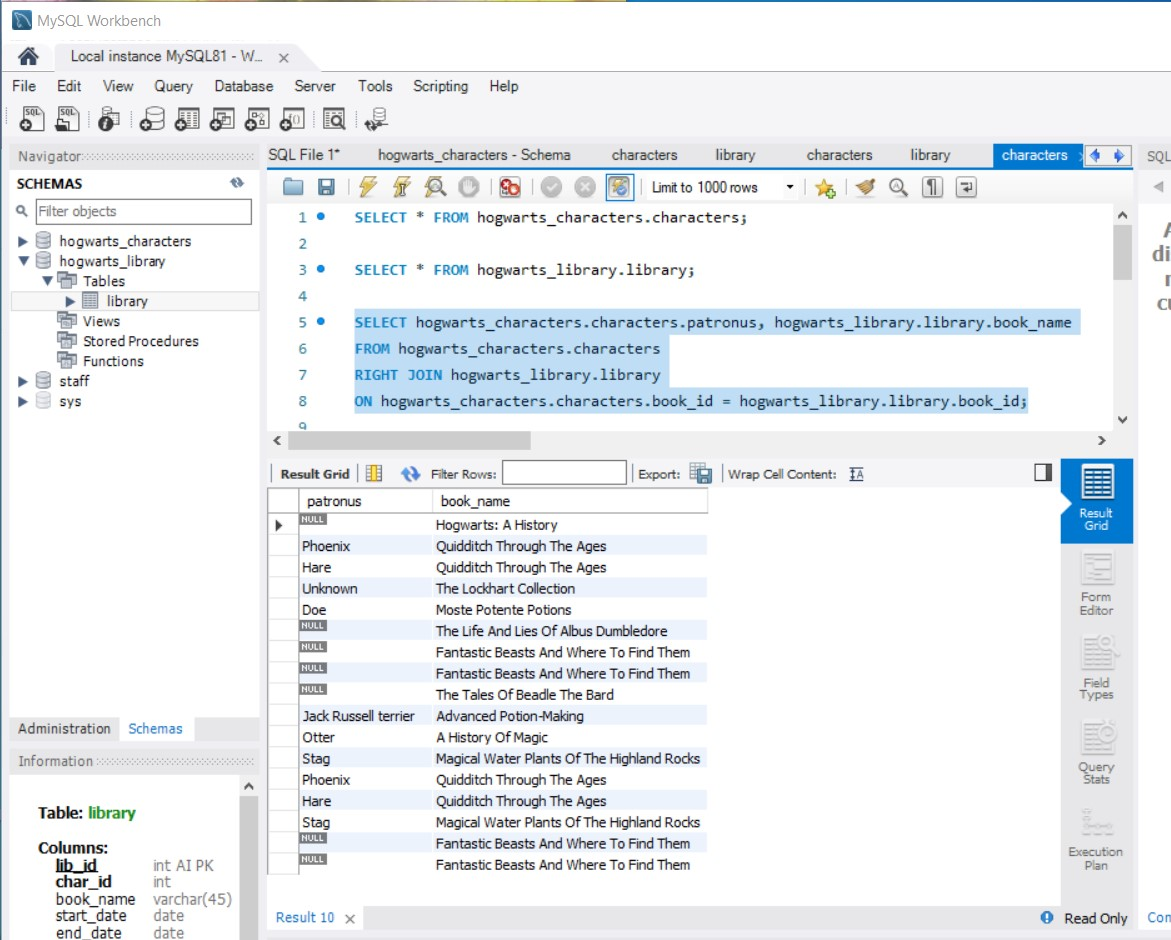 MySQL Workbench
Local instance MySQL81 - W...
File Edit View Query Database Server Tools Scripting Help
Navigator
SCHEMAS
Filter objects
hogwarts_characters
hogwarts_library
Tables
library
Views
Stored Procedures
Functions
staff
sys
Administration Schemas
Information
Table: library
Columns:
lib_id int AI PK
char_id int
book_name varchar(45)
start_date date
end_date date
SQL File 1* hogwarts_characters - Schema characters library characters library characters
Limit to 1000 rows
1 SELECT * FROM hogwarts_characters.characters;
2
3 SELECT * FROM hogwarts_library.library;
4
5 SELECT hogwarts_characters.characters.patronus, hogwarts_library.library.book_name
6 FROM hogwarts_characters.characters
7 RIGHT JOIN hogwarts_library.library
8 ON hogwarts_characters.characters.book_id = hogwarts_library.library.book_id;
9
Result Grid Filter Rows: Export: Wrap Cell Content:
patronus book_name
NULL Hogwarts: A History
Phoenix Quidditch Through The Ages
Hare Quidditch Through The Ages
Unknown The Lockhart Collection
Doe Moste Potente Potions
NULL The Life And Lies Of Albus Dumbledore
NULL Fantastic Beasts And Where To Find Them
NULL Fantastic Beasts And Where To Find Them
NULL The Tales Of Beadle The Bard
Jack Russell terrier Advanced Potion-Making
Otter A History Of Magic
Stag Magical Water Plants Of The Highland Rocks
Phoenix Quidditch Through The Ages
Hare Quidditch Through The Ages
Stag Magical Water Plants Of The Highland Rocks
NULL Fantastic Beasts And Where To Find Them
NULL Fantastic Beasts And Where To Find Them
Result Grid
Form Editor
Field Types
Query Stats
Execution Plan
Result 10
Read Only
SQL